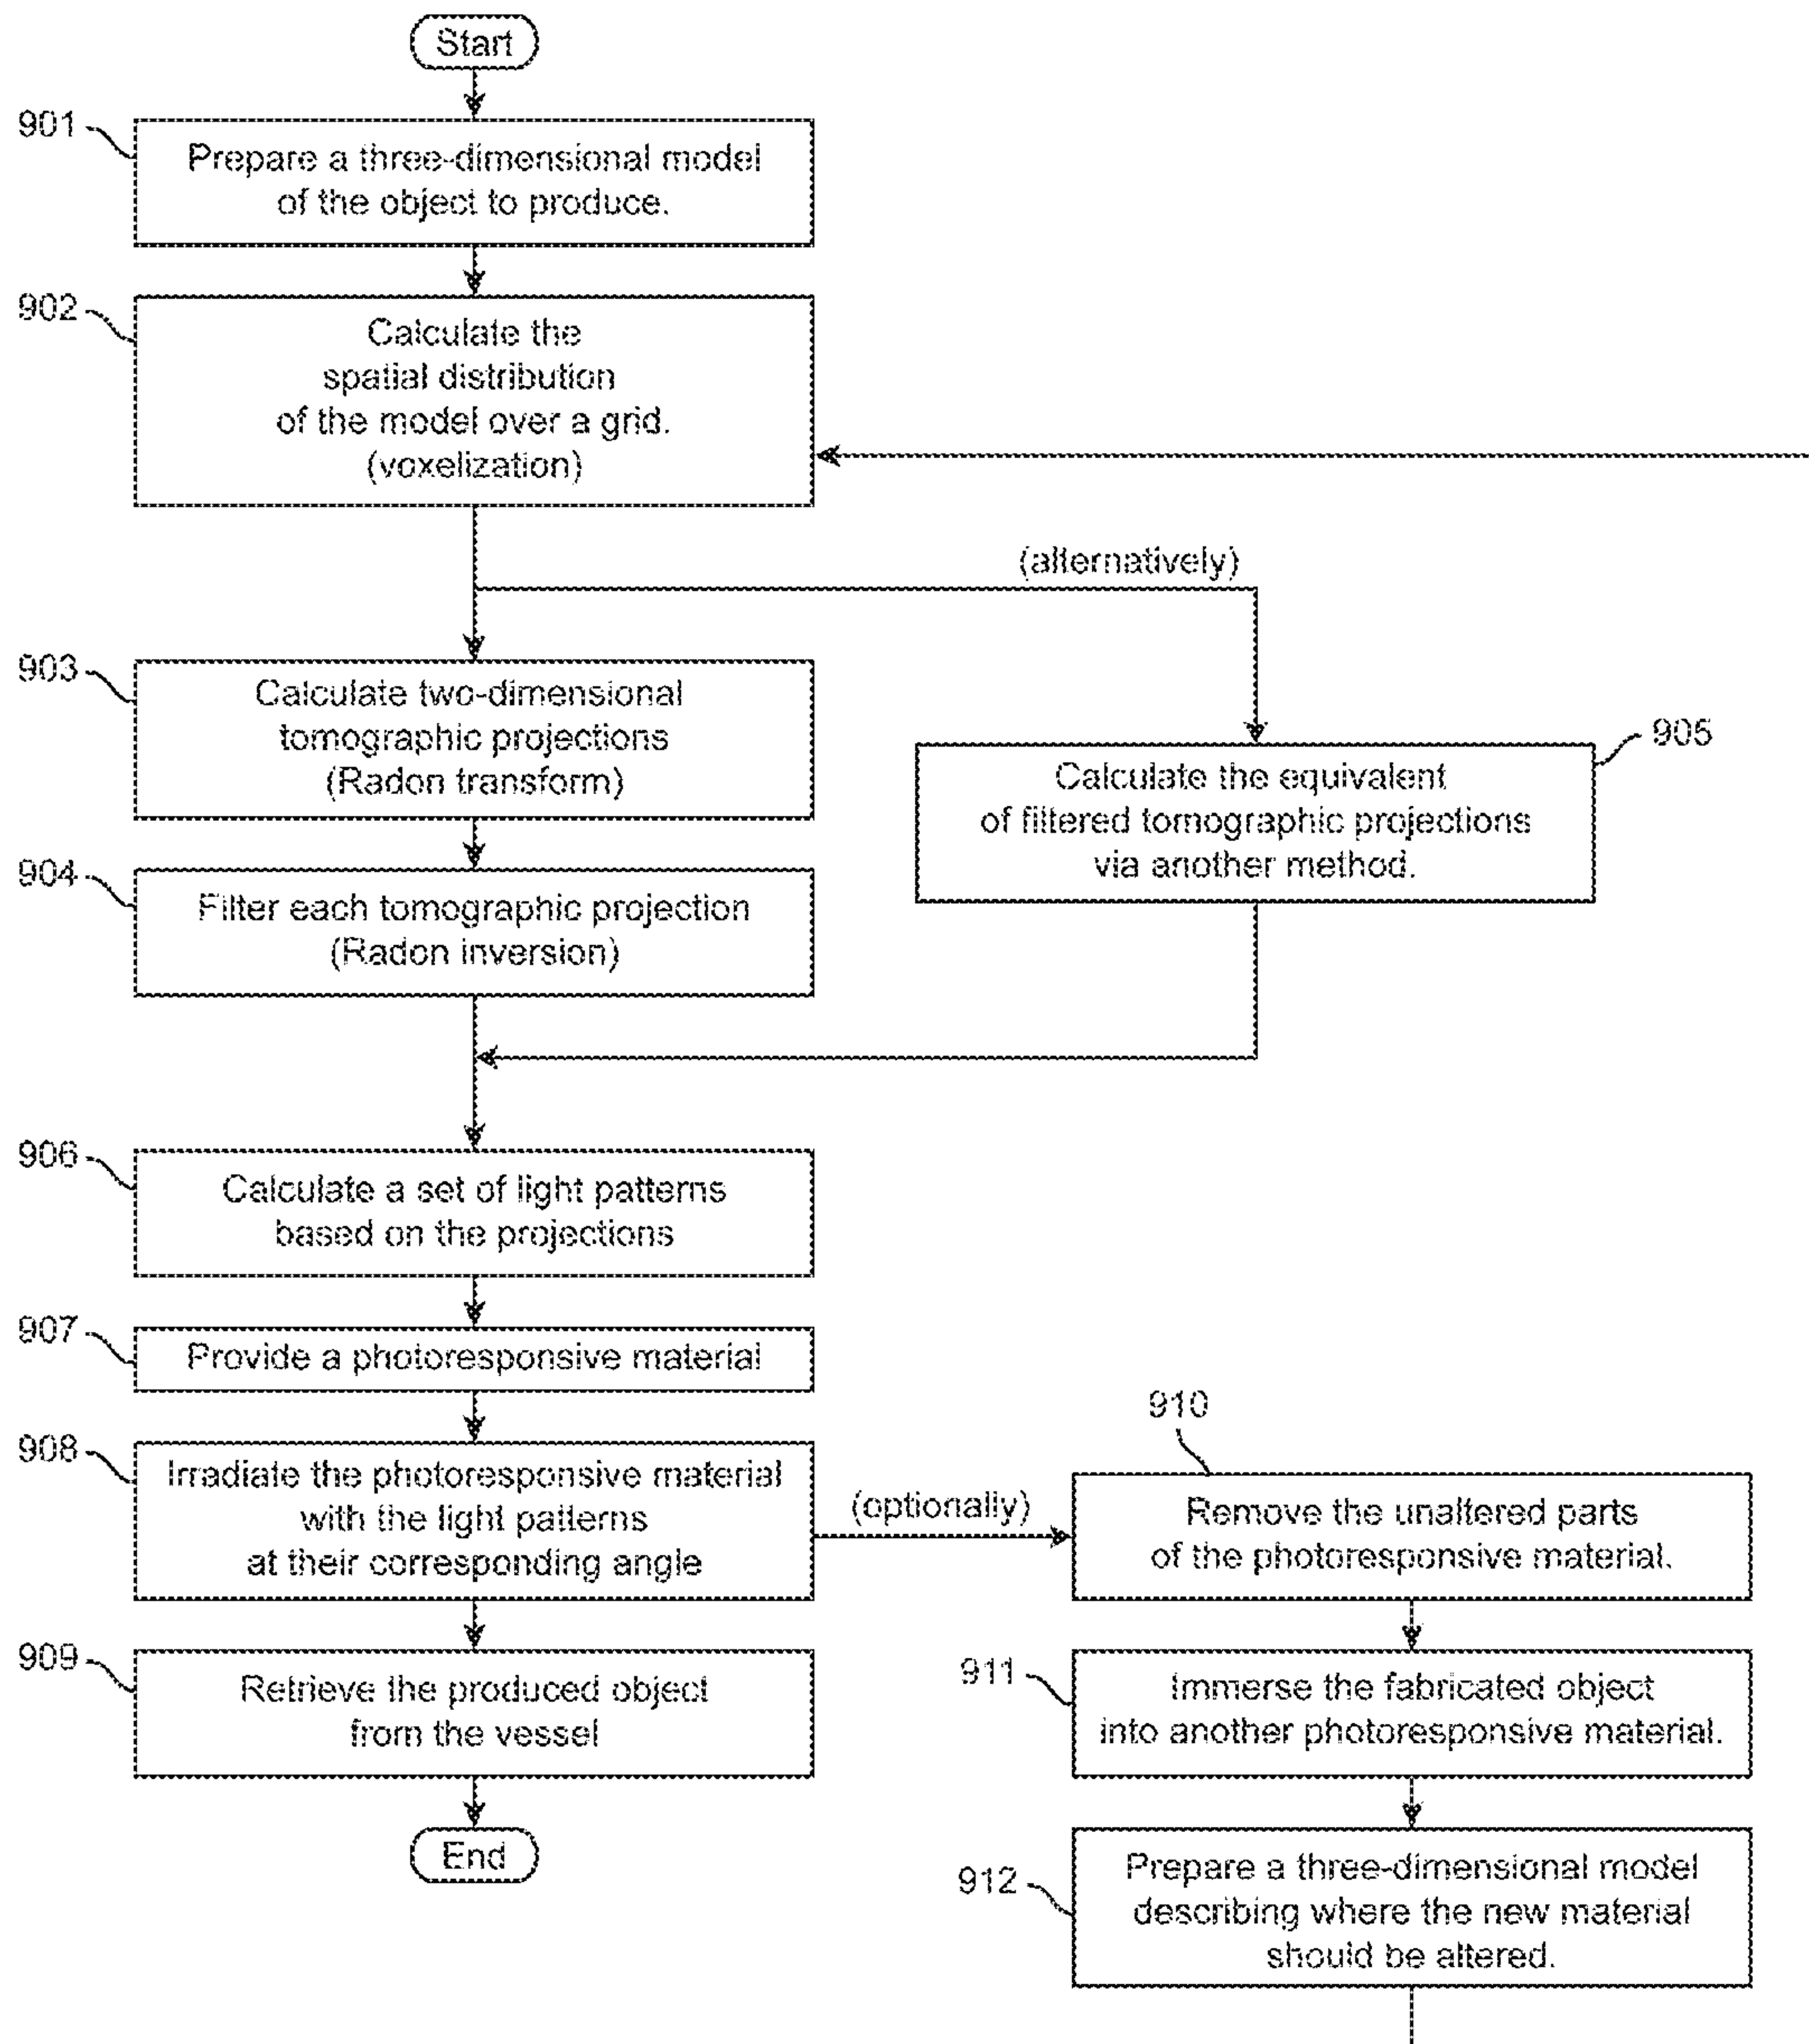 Start
901
Prepare a three-dimensional model
of the object to produce.
902
Calculate the
spatial distribution
of the model over a grid.
(voxelization)
(alternatively)
903
Calculate two-dimensional
tomographic projections
(Radon transform)
905
Calculate the equivalent
of filtered tomographic projections
via another method.
904
Filter each tomographic projection
(Radon inversion)
906
Calculate a set of light patterns
based on the projections
907
Provide a photoresponsive material
908
Irradiate the photoresponsive material
with the light patterns
at their corresponding angle
(optionally)
910
Remove the unaltered parts
of the photoresponsive material.
909
Retrieve the produced object
from the vessel
911
Immerse the fabricated object
into another photoresponsive material.
End
912
Prepare a three-dimensional model
describing where the new material
should be altered.